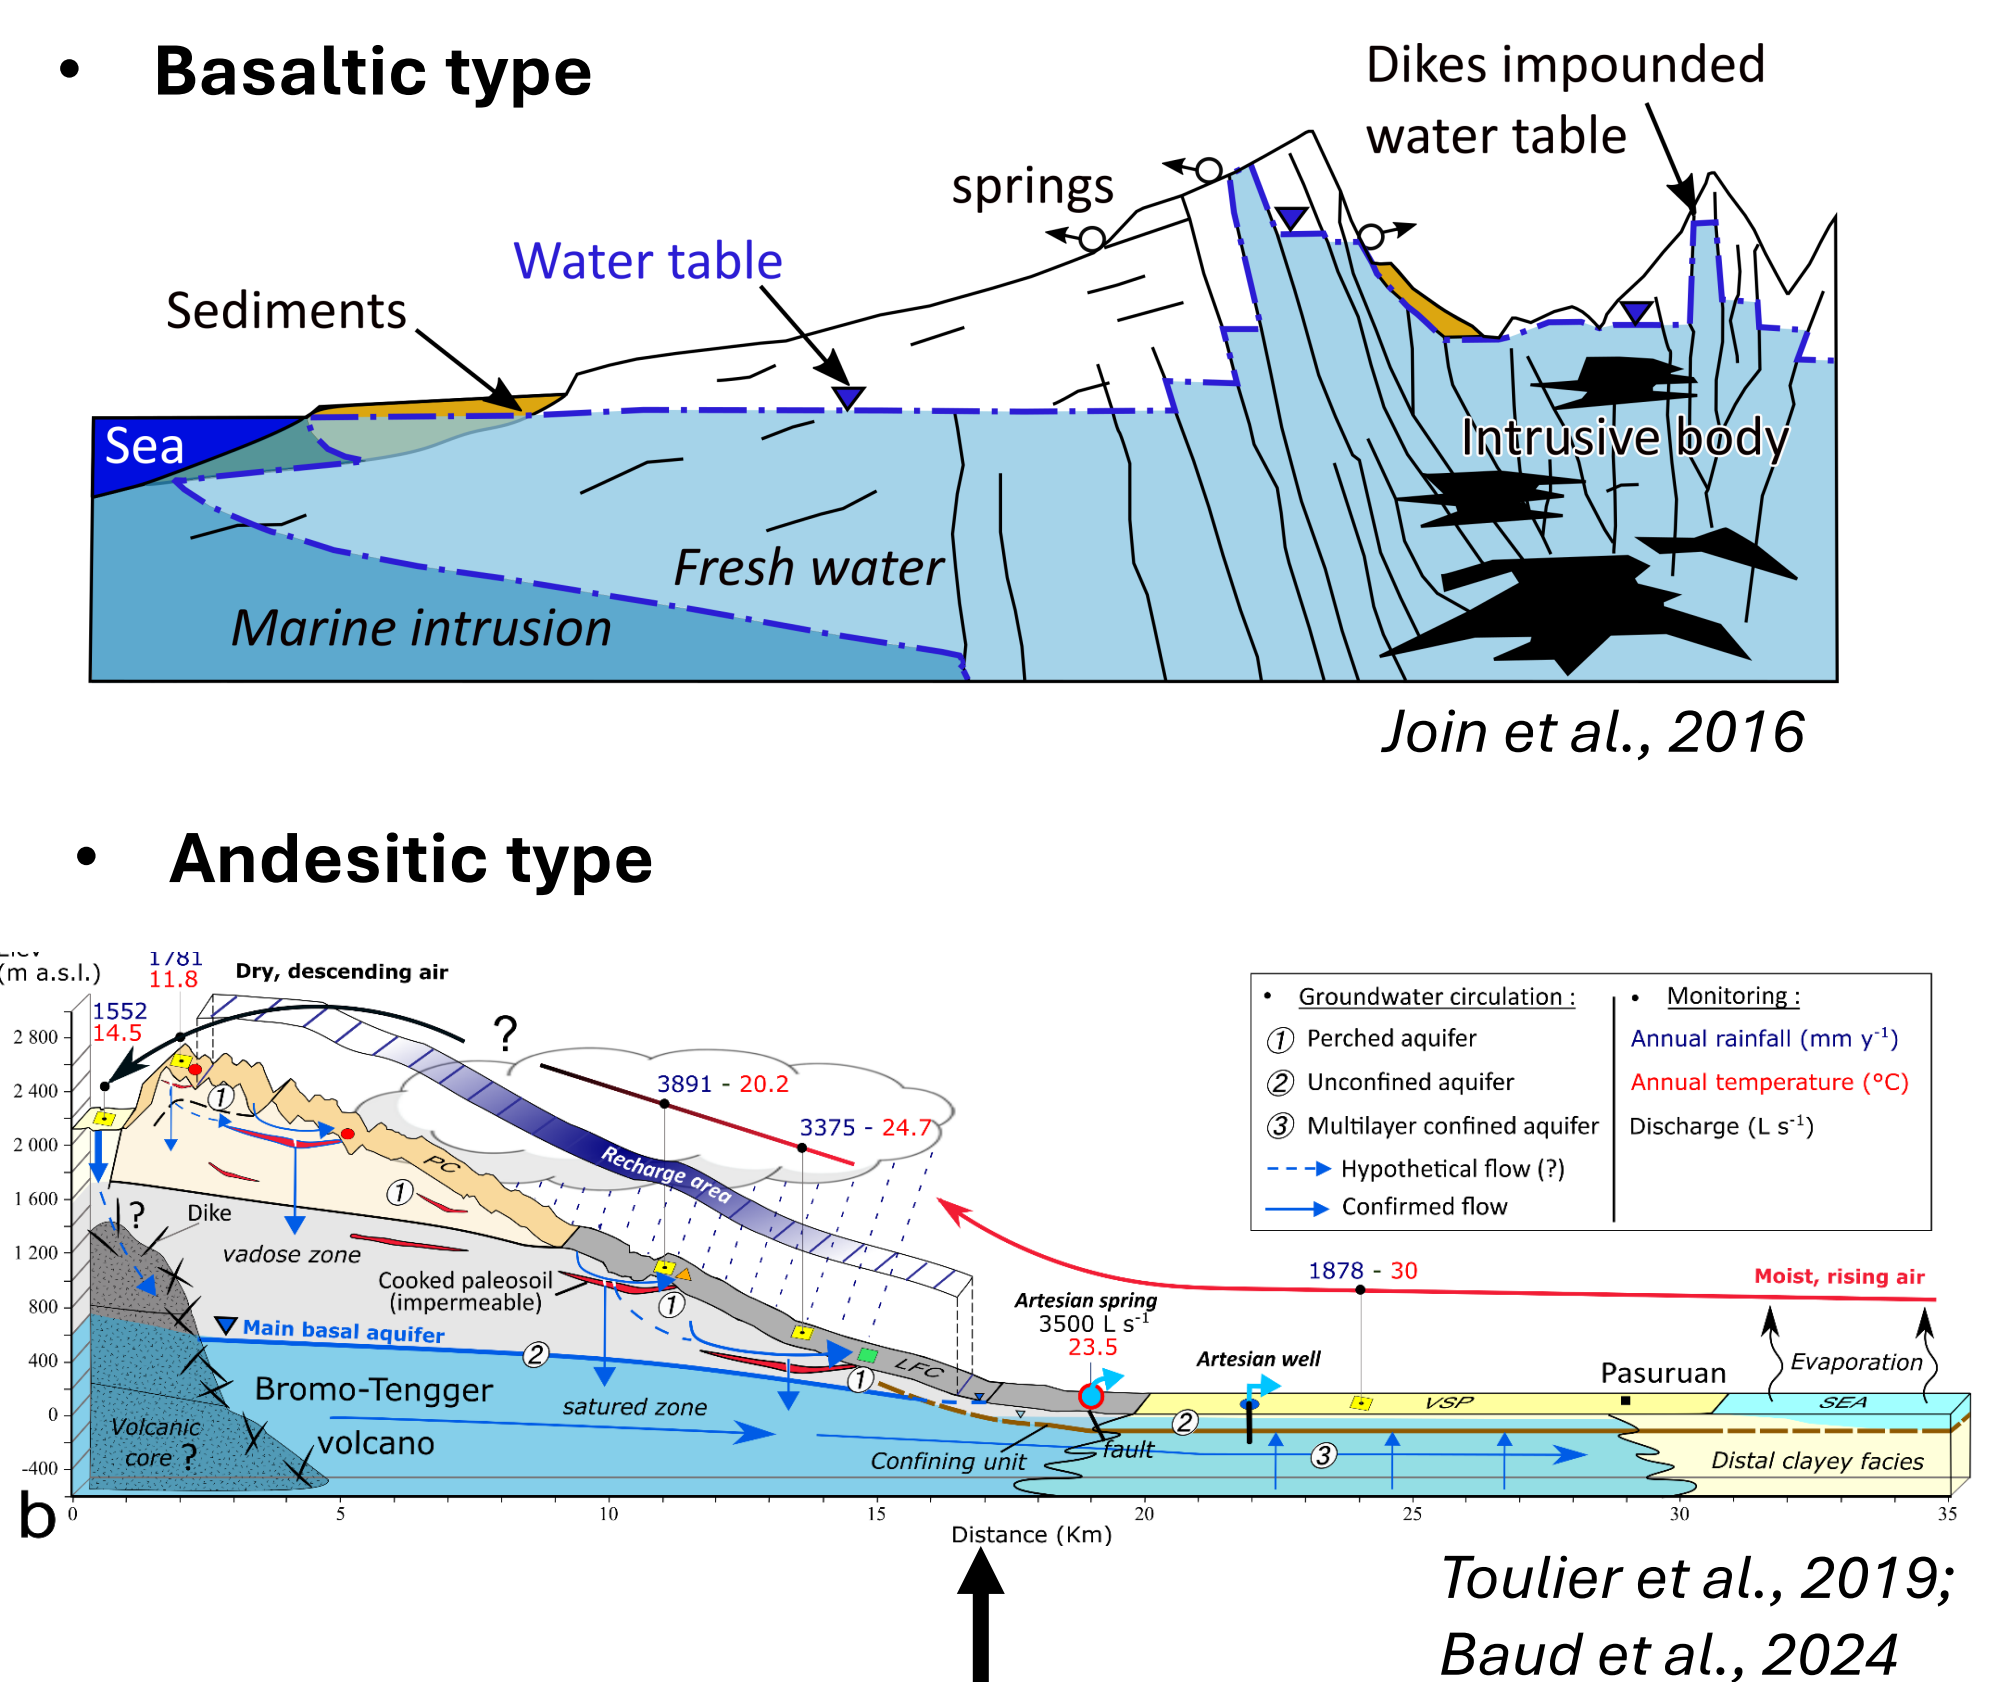 • Basaltic type
Dikes impounded
water table
springs
Water table
Sediments
Sea
Intrusive body
Fresh water
Marine intrusion
Join et al., 2016
• Andesitic type
(m a.s.l.)
1781
11.8
Dry, descending air
1552
14.5
?
2 800
2 400
2 000
1 600
1 200
800
400
0
-400
3891 - 20.2
3375 - 24.7
Recharge area
• Groundwater circulation :
1 Perched aquifer
2 Unconfined aquifer
3 Multilayer confined aquifer
Hypothetical flow (?)
Confirmed flow
• Monitoring :
Annual rainfall (mm y⁻¹)
Annual temperature (°C)
Discharge (L s⁻¹)
1
PC
1
?
Dike
vadose zone
Cooked paleosoil
(impermeable)
1
Main basal aquifer
2
1
LFC
Bromo-Tengger
volcano
satured zone
Volcanic
core ?
Artesian spring
3500 L s⁻¹
23.5
1878 - 30
Moist, rising air
Artesian well
Pasuruan
Evaporation
VSP
SEA
2
fault
Confining unit
3
Distal clayey facies
b
0 5 10 15 20 25 30 35
Distance (Km)
Toulier et al., 2019;
Baud et al., 2024